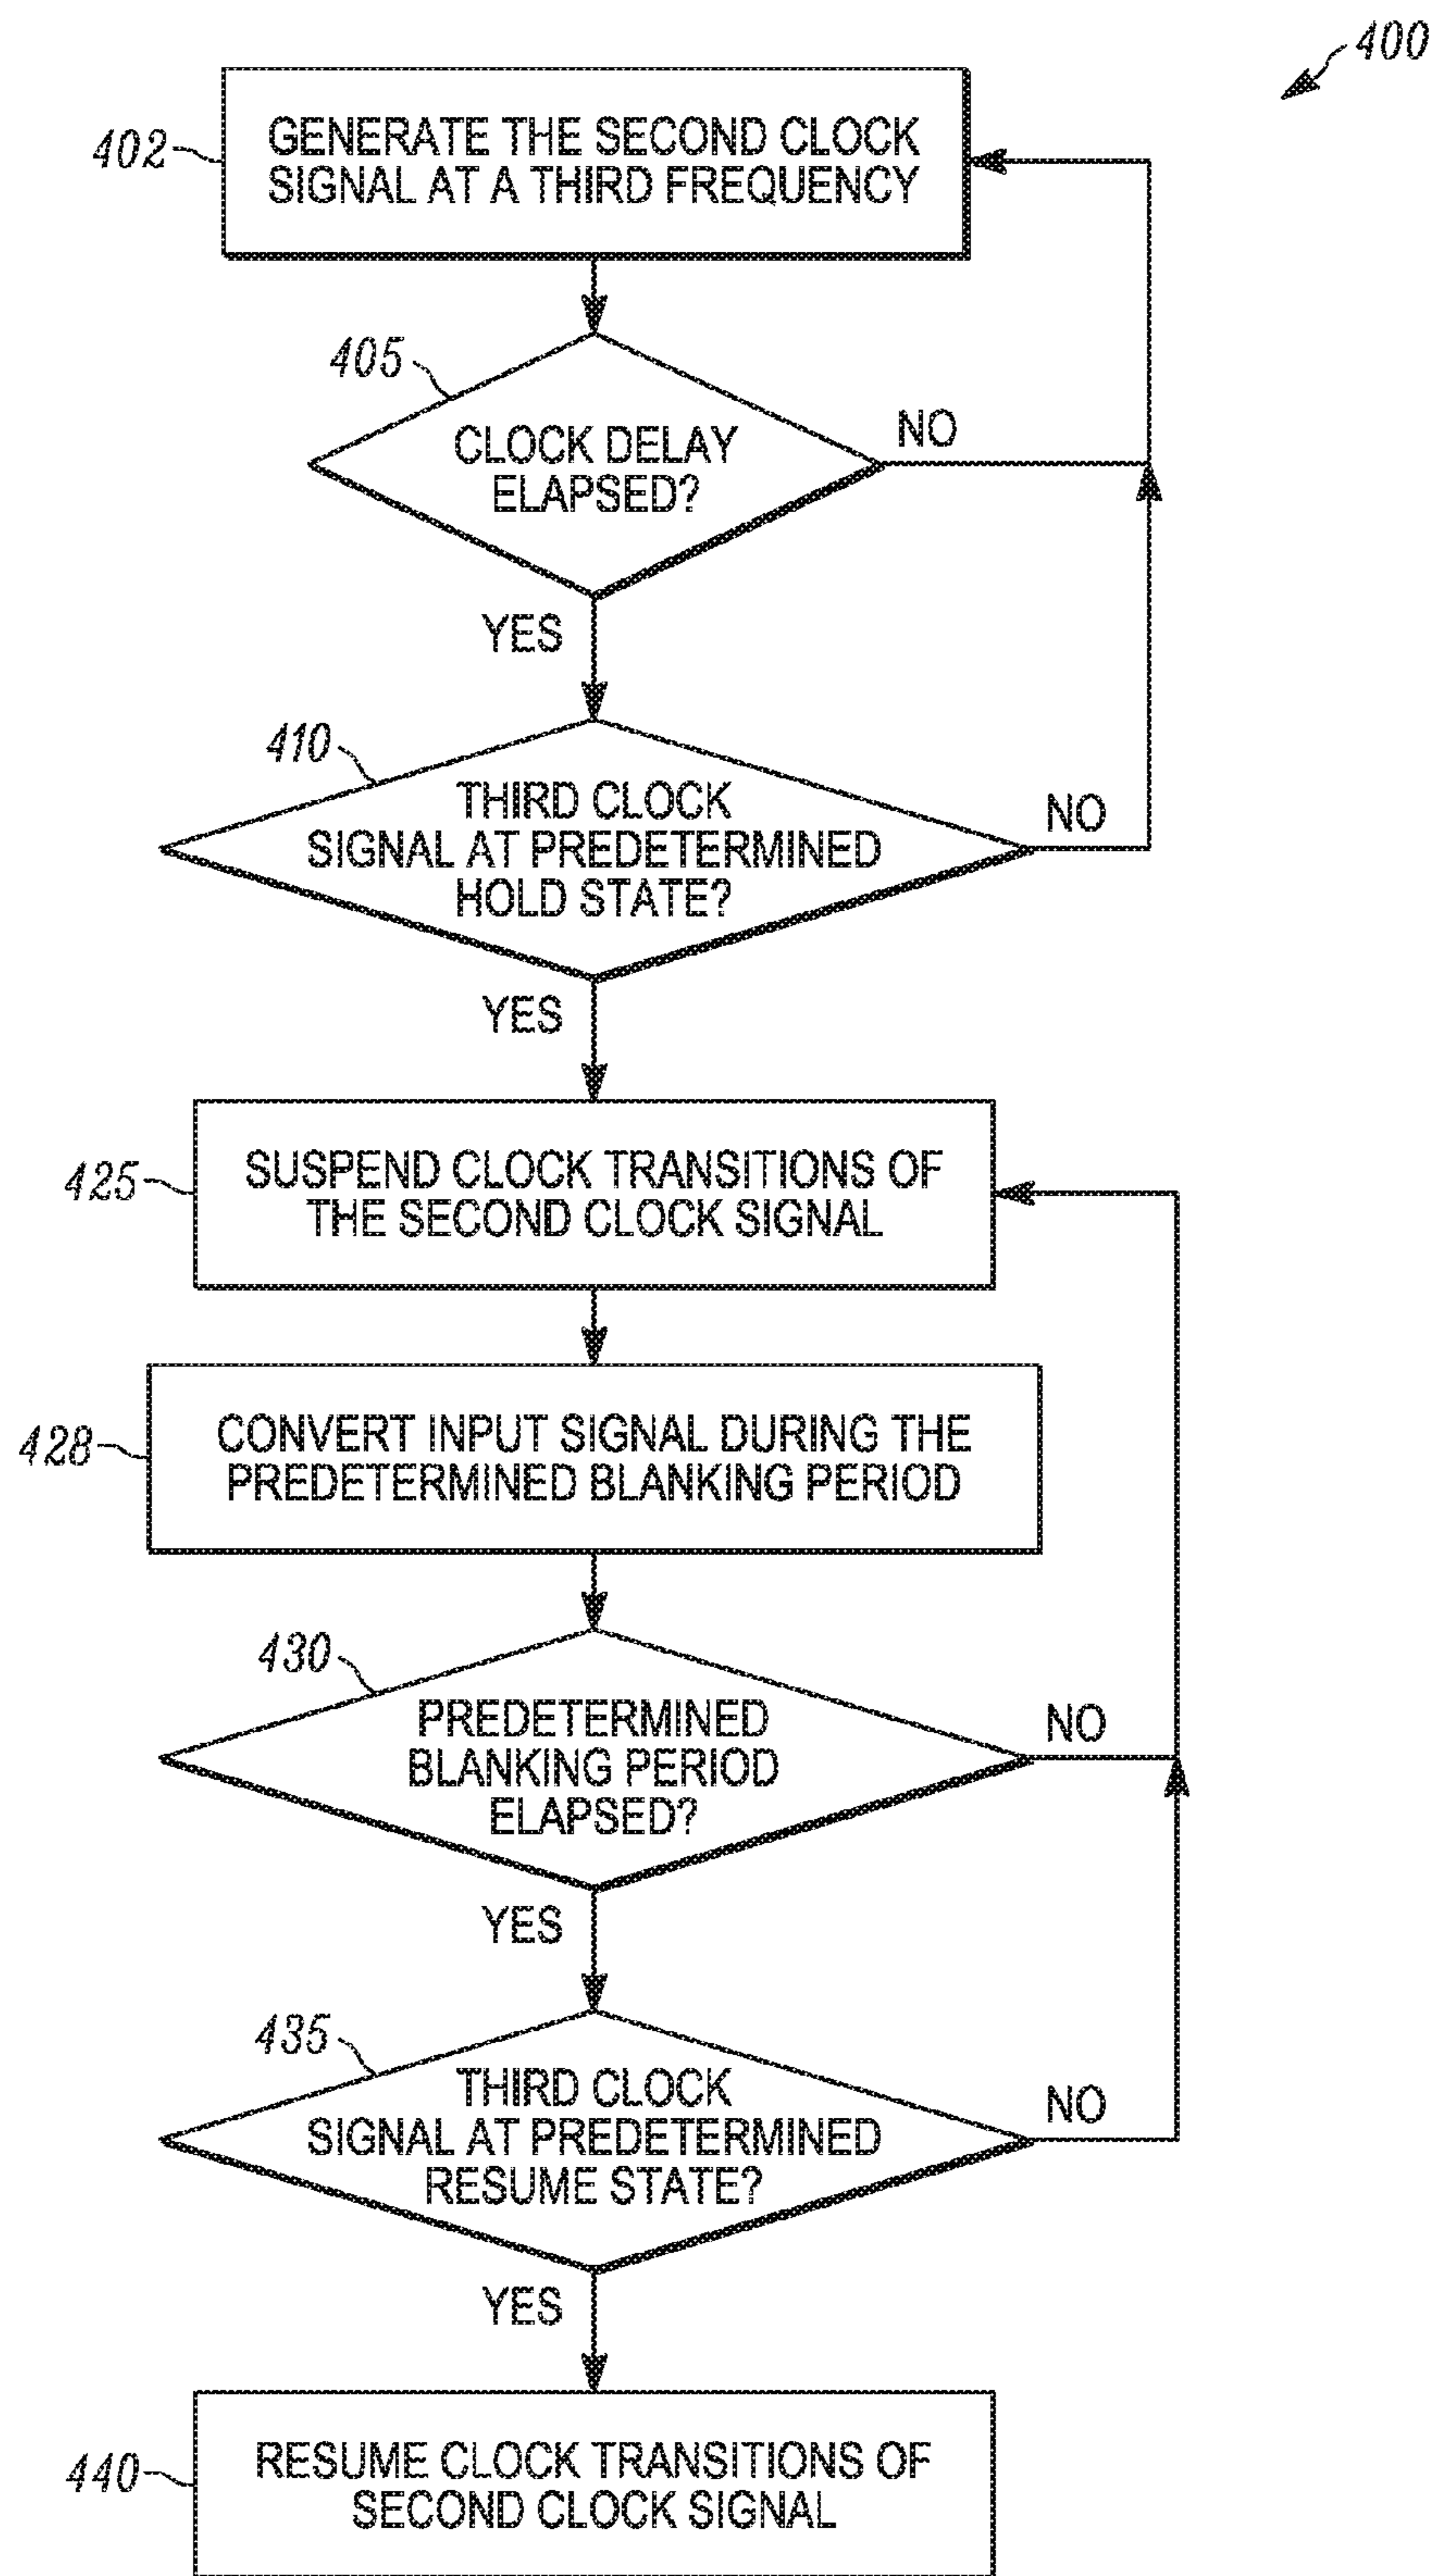 400
402
GENERATE THE SECOND CLOCK
SIGNAL AT A THIRD FREQUENCY
405
CLOCK DELAY
ELAPSED?
NO
YES
410
THIRD CLOCK
SIGNAL AT PREDETERMINED
HOLD STATE?
NO
YES
425
SUSPEND CLOCK TRANSITIONS OF
THE SECOND CLOCK SIGNAL
428
CONVERT INPUT SIGNAL DURING THE
PREDETERMINED BLANKING PERIOD
430
PREDETERMINED
BLANKING PERIOD
ELAPSED?
NO
YES
435
THIRD CLOCK
SIGNAL AT PREDETERMINED
RESUME STATE?
NO
YES
440
RESUME CLOCK TRANSITIONS OF
SECOND CLOCK SIGNAL